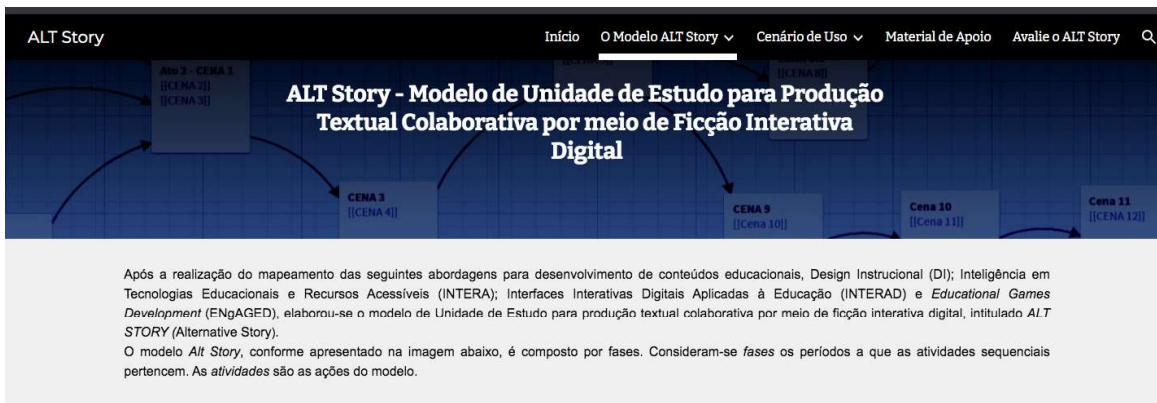 ALT Story
Início O Modelo ALT Story Cenário de Uso Material de Apoio Avalie o ALT Story
Ato 2 - CENA 1
[[CENA 2]]
[[CENA 3]]
[[CENA 8]]
ALT Story - Modelo de Unidade de Estudo para Produção
Textual Colaborativa por meio de Ficção Interativa
Digital
CENA 3
[[CENA 4]]
CENA 9
[[Cena 10]]
Cena 10
[[Cena 11]]
Cena 11
[[CENA 12]]
Após a realização do mapeamento das seguintes abordagens para desenvolvimento de conteúdos educacionais, Design Instrucional (DI); Inteligência em
Tecnologias Educacionais e Recursos Acessíveis (INTERA); Interfaces Interativas Digitais Aplicadas à Educação (INTERAD) e Educational Games
Development (ENgAGED), elaborou-se o modelo de Unidade de Estudo para produção textual colaborativa por meio de ficção interativa digital, intitulado ALT
STORY (Alternative Story).
O modelo Alt Story, conforme apresentado na imagem abaixo, é composto por fases. Consideram-se fases os períodos a que as atividades sequenciais
pertencem. As atividades são as ações do modelo.